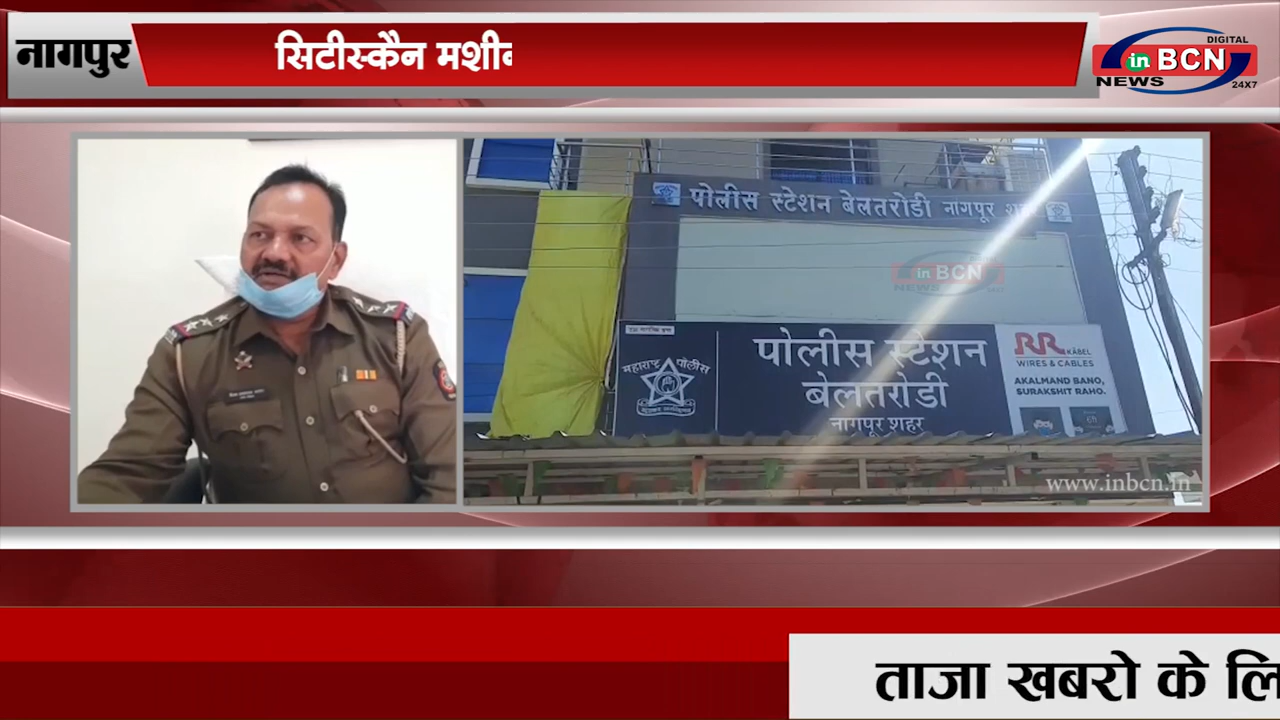 नागपुर
सिटीस्कैन मशीन
DIGITAL
in BCN
NEWS
24X7
पोलीस स्टेशन बेलतरोडी नागपूर शहर
in BCN
NEWS
पोलीस स्टेशन
बेलतरोडी
नागपूर शहर
महाराष्ट्र पोलीस
RR
KABEL
WIRES & CABLES
AKALMAND BANO,
SURAKSHIT RAHO.
www.inbcn.in
ताजा खबरो के लि